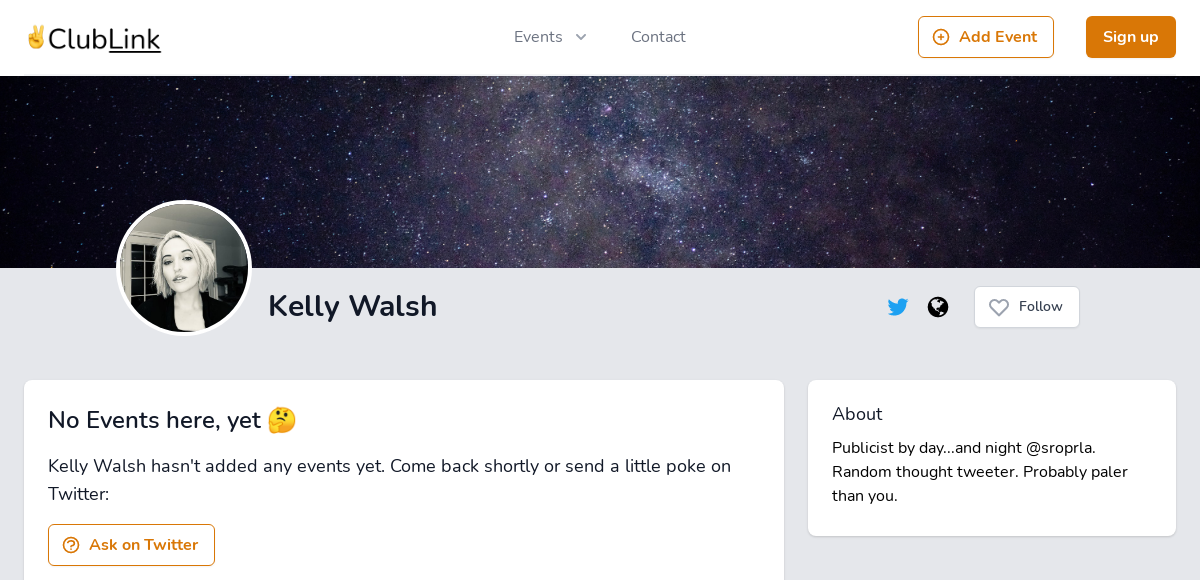 ✌️ClubLink
Events
Contact
Add Event
Sign up
Kelly Walsh
Follow
No Events here, yet 🤔
Kelly Walsh hasn't added any events yet. Come back shortly or send a little poke on
Twitter:
Ask on Twitter
About
Publicist by day...and night @sroprla.
Random thought tweeter. Probably paler
than you.